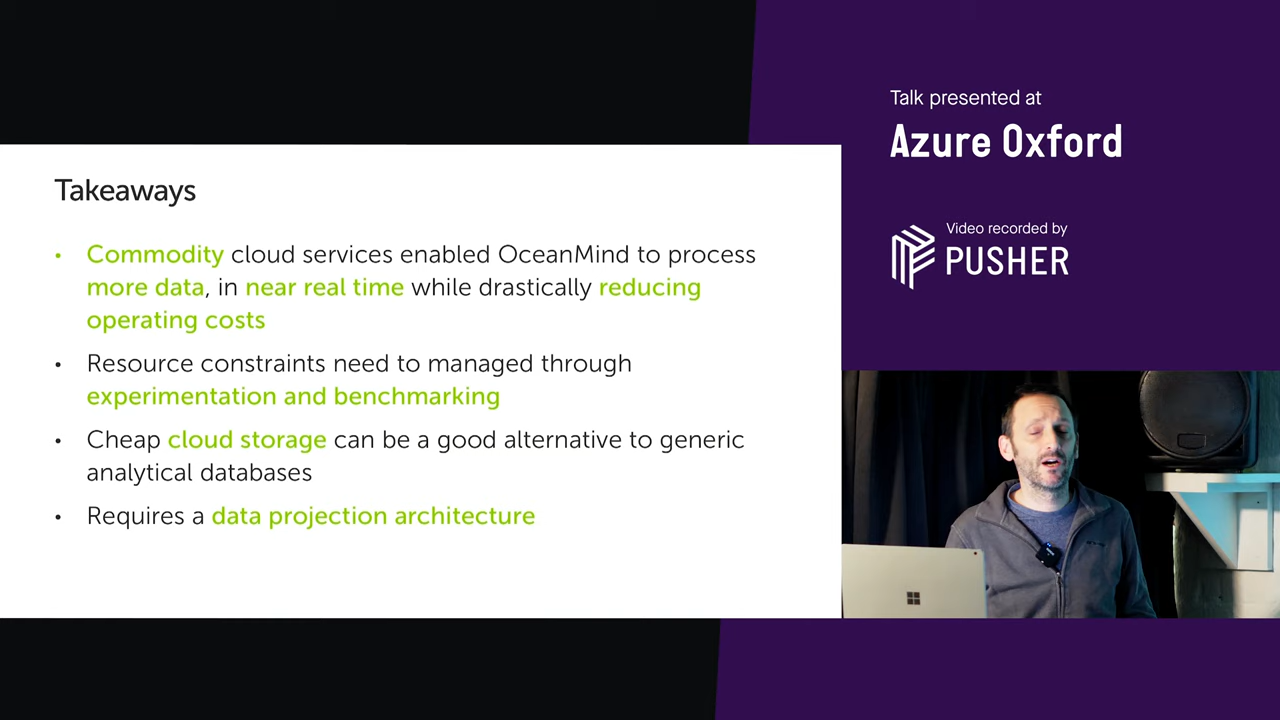 Talk presented at
Azure Oxford
Video recorded by
PUSHER
Takeaways
• Commodity cloud services enabled OceanMind to process
more data, in near real time while drastically reducing
operating costs
• Resource constraints need to managed through
experimentation and benchmarking
• Cheap cloud storage can be a good alternative to generic
analytical databases
• Requires a data projection architecture